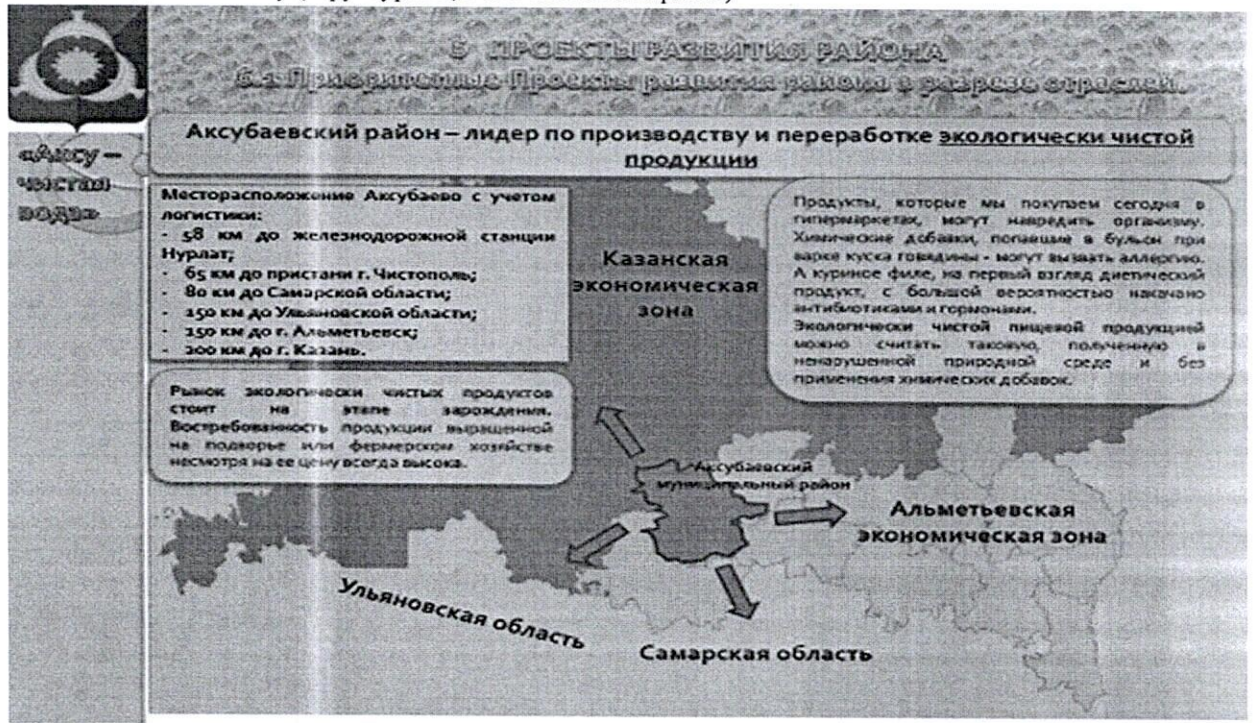 5 ПРОЕКТЫ РАЗВИТИЯ РАЙОНА
Приоритетные Проекты развития района в разрезе отраслей.
«Аксу –
чистая
вода»
Аксубаевский район – лидер по производству и переработке экологически чистой
продукции
Месторасположение Аксубаево с учетом
логистики:
- 58 км до железнодорожной станции
Нурлат;
- 65 км до пристани г. Чистополь;
- 80 км до Самарской области;
- 150 км до Ульяновской области;
- 150 км до г. Альметьевск;
- 200 км до г. Казань.
Рынок экологически чистых продуктов
стоит на этапе зарождения.
Востребованность продукции выращенной
на подворье или фермерском хозяйстве
несмотря на ее цену всегда высока.
Казанская
экономическая
зона
Продукты, которые мы покупаем сегодня в
гипермаркетах, могут навредить организму.
Химические добавки, попавшие в бульон при
варке куска говядины - могут вызвать аллергию.
А куриное филе, на первый взгляд диетический
продукт, с большой вероятностью накачано
антибиотиками и гормонами.
Экологически чистой пищевой продукцией
можно считать таковую, полученную в
ненарушенной природной среде и без
применения химических добавок.
Аксубаевский
муниципальный район
Альметьевская
экономическая зона
Ульяновская область
Самарская область